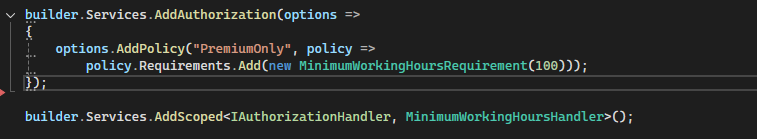 builder.Services.AddAuthorization(options =>
{
    options.AddPolicy("PremiumOnly", policy =>
        policy.Requirements.Add(new MinimumWorkingHoursRequirement(100)));
});
builder.Services.AddScoped<IAuthorizationHandler, MinimumWorkingHoursHandler>();